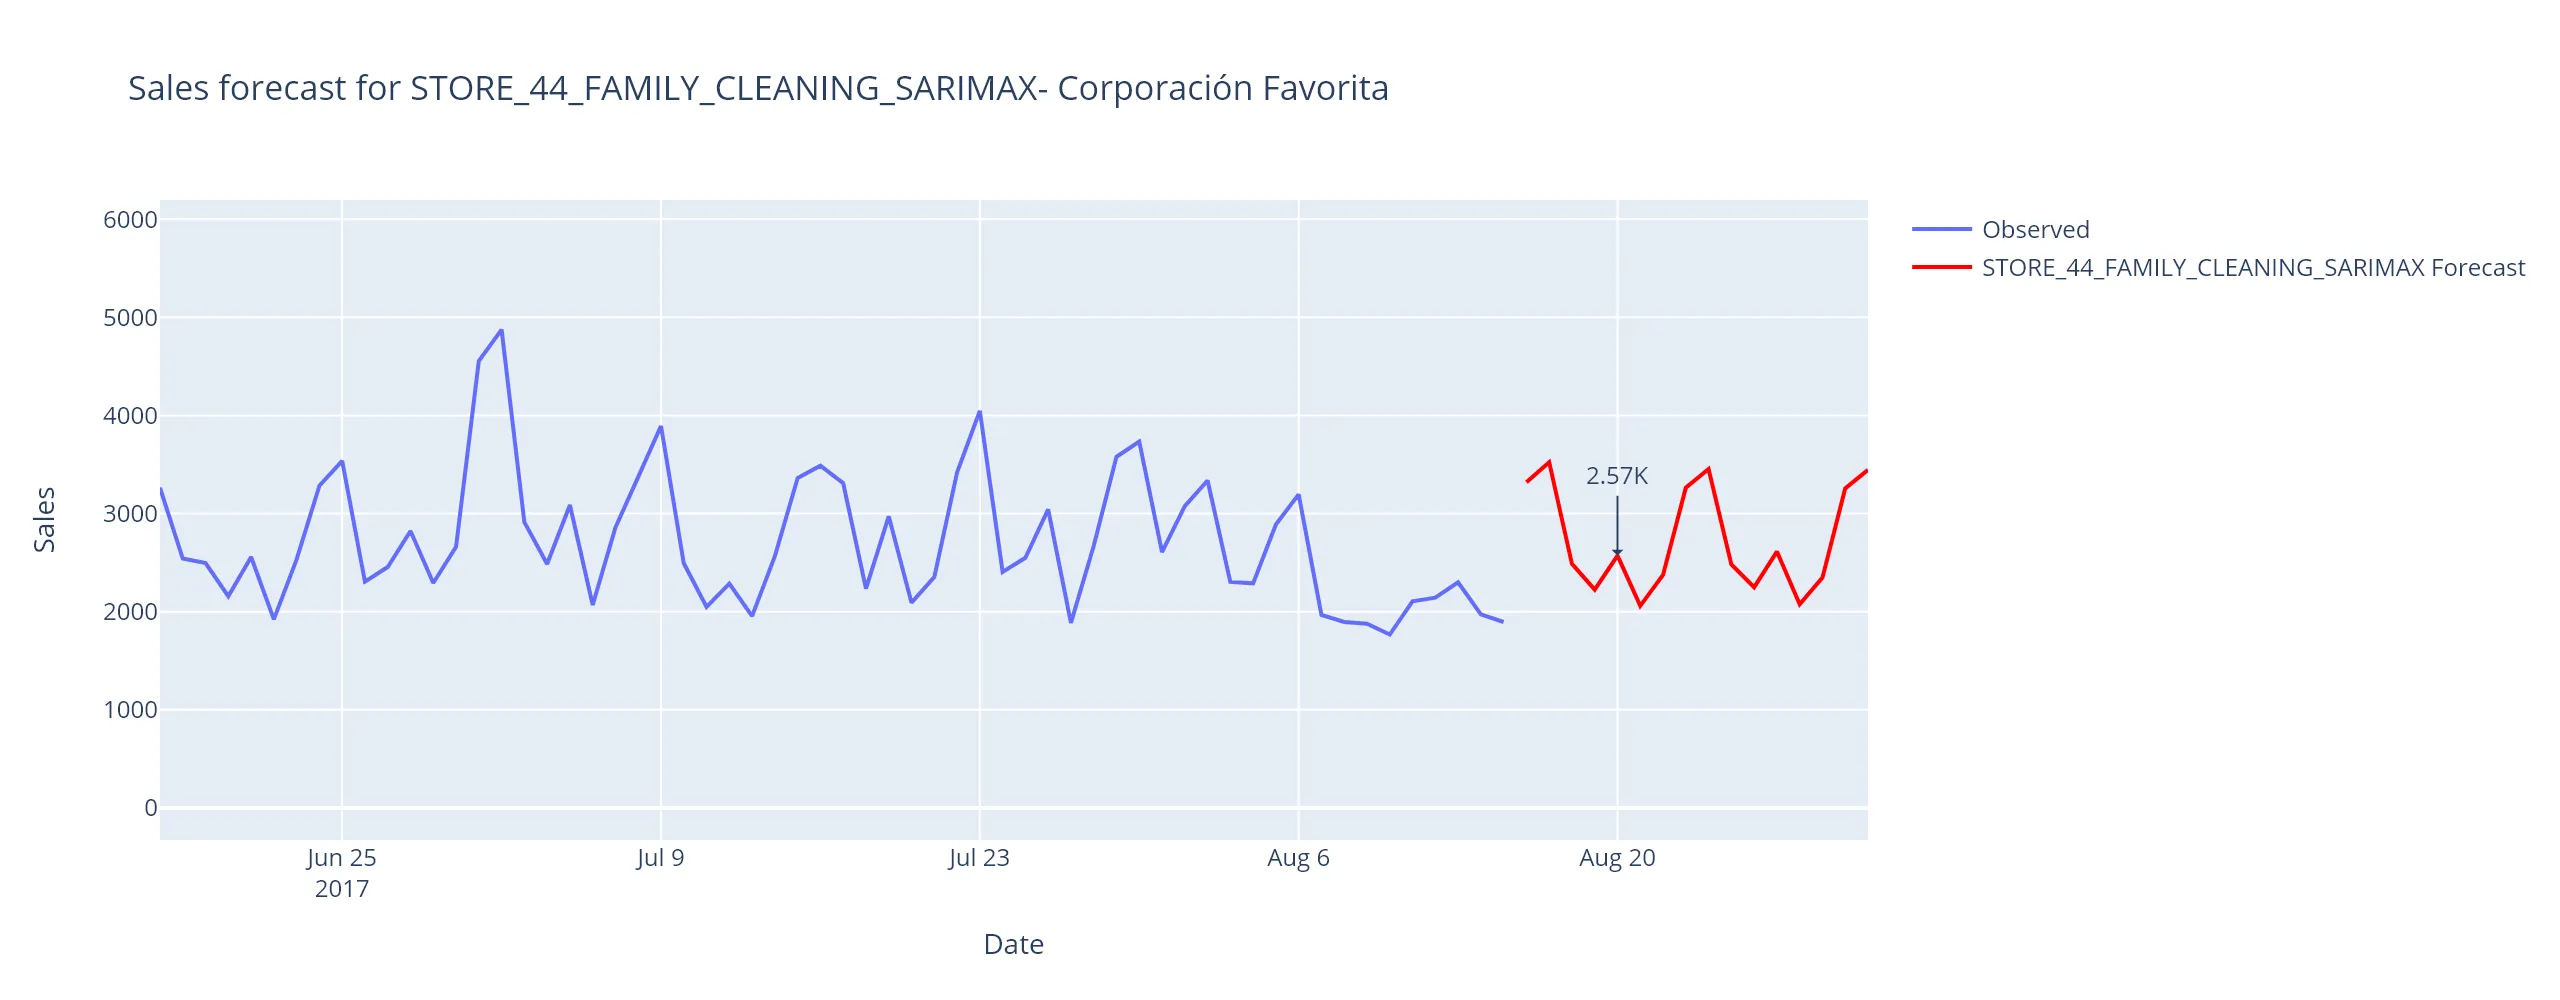 Sales forecast for STORE_44_FAMILY_CLEANING_SARIMAX- Corporación Favorita
6000
5000
4000
3000
2000
1000
0
Sales
2.57K
Jun 25
2017
Jul 9
Jul 23
Aug 6
Aug 20
Date
Observed
STORE_44_FAMILY_CLEANING_SARIMAX Forecast